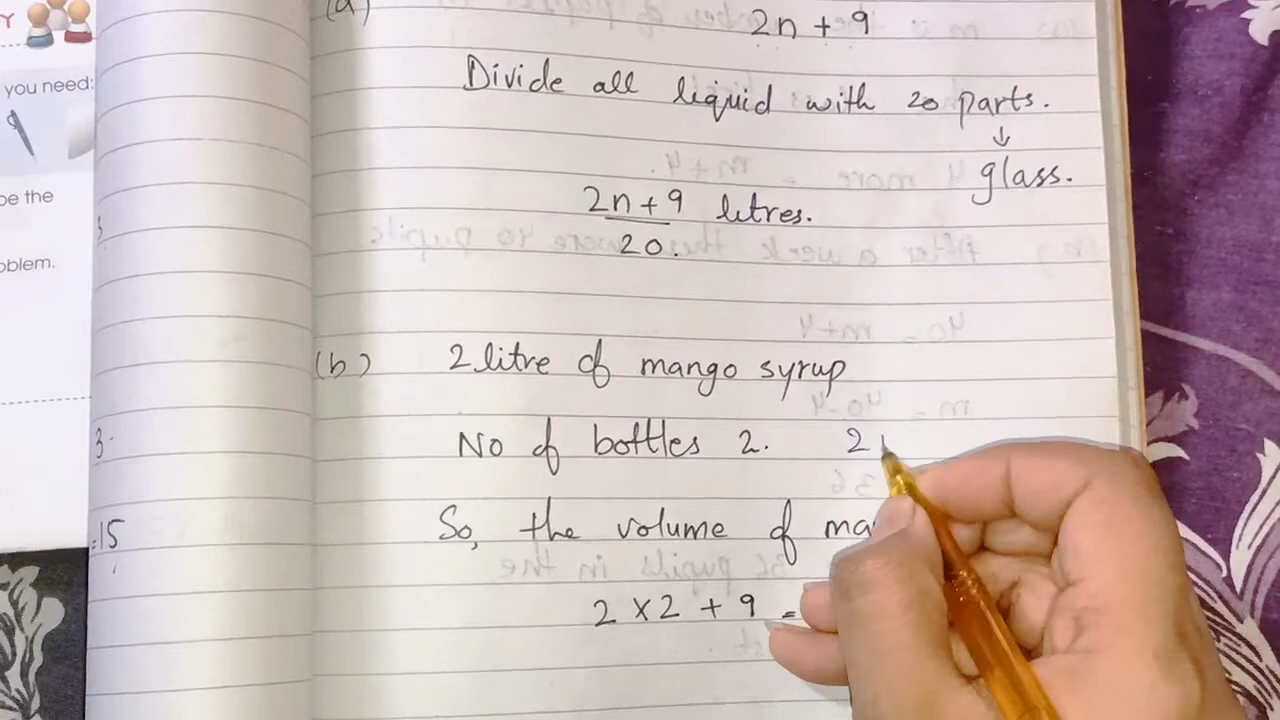 Y
you need:
be the
oblem.
3.
=15
(a)
2n + 9
Divide all liquid with 20 parts.
↓
glass.
2n + 9 litres.
20.
(b) 2 litre of mango syrup
No of bottles 2. 2
So, the volume of ma
2 × 2 + 9 =